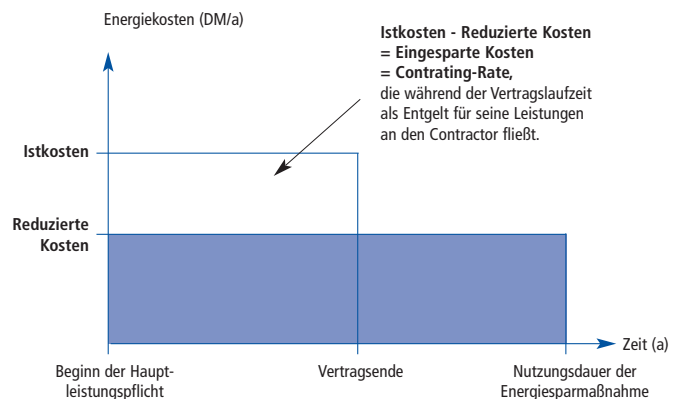 Energiekosten (DM/a)
Istkosten - Reduzierte Kosten
= Eingesparte Kosten
= Contrating-Rate,
die während der Vertragslaufzeit
als Entgelt für seine Leistungen
an den Contractor fließt.
Istkosten
Reduzierte
Kosten
Zeit (a)
Beginn der Haupt-
leistungspflicht
Vertragsende
Nutzungsdauer der
Energiesparmaßnahme